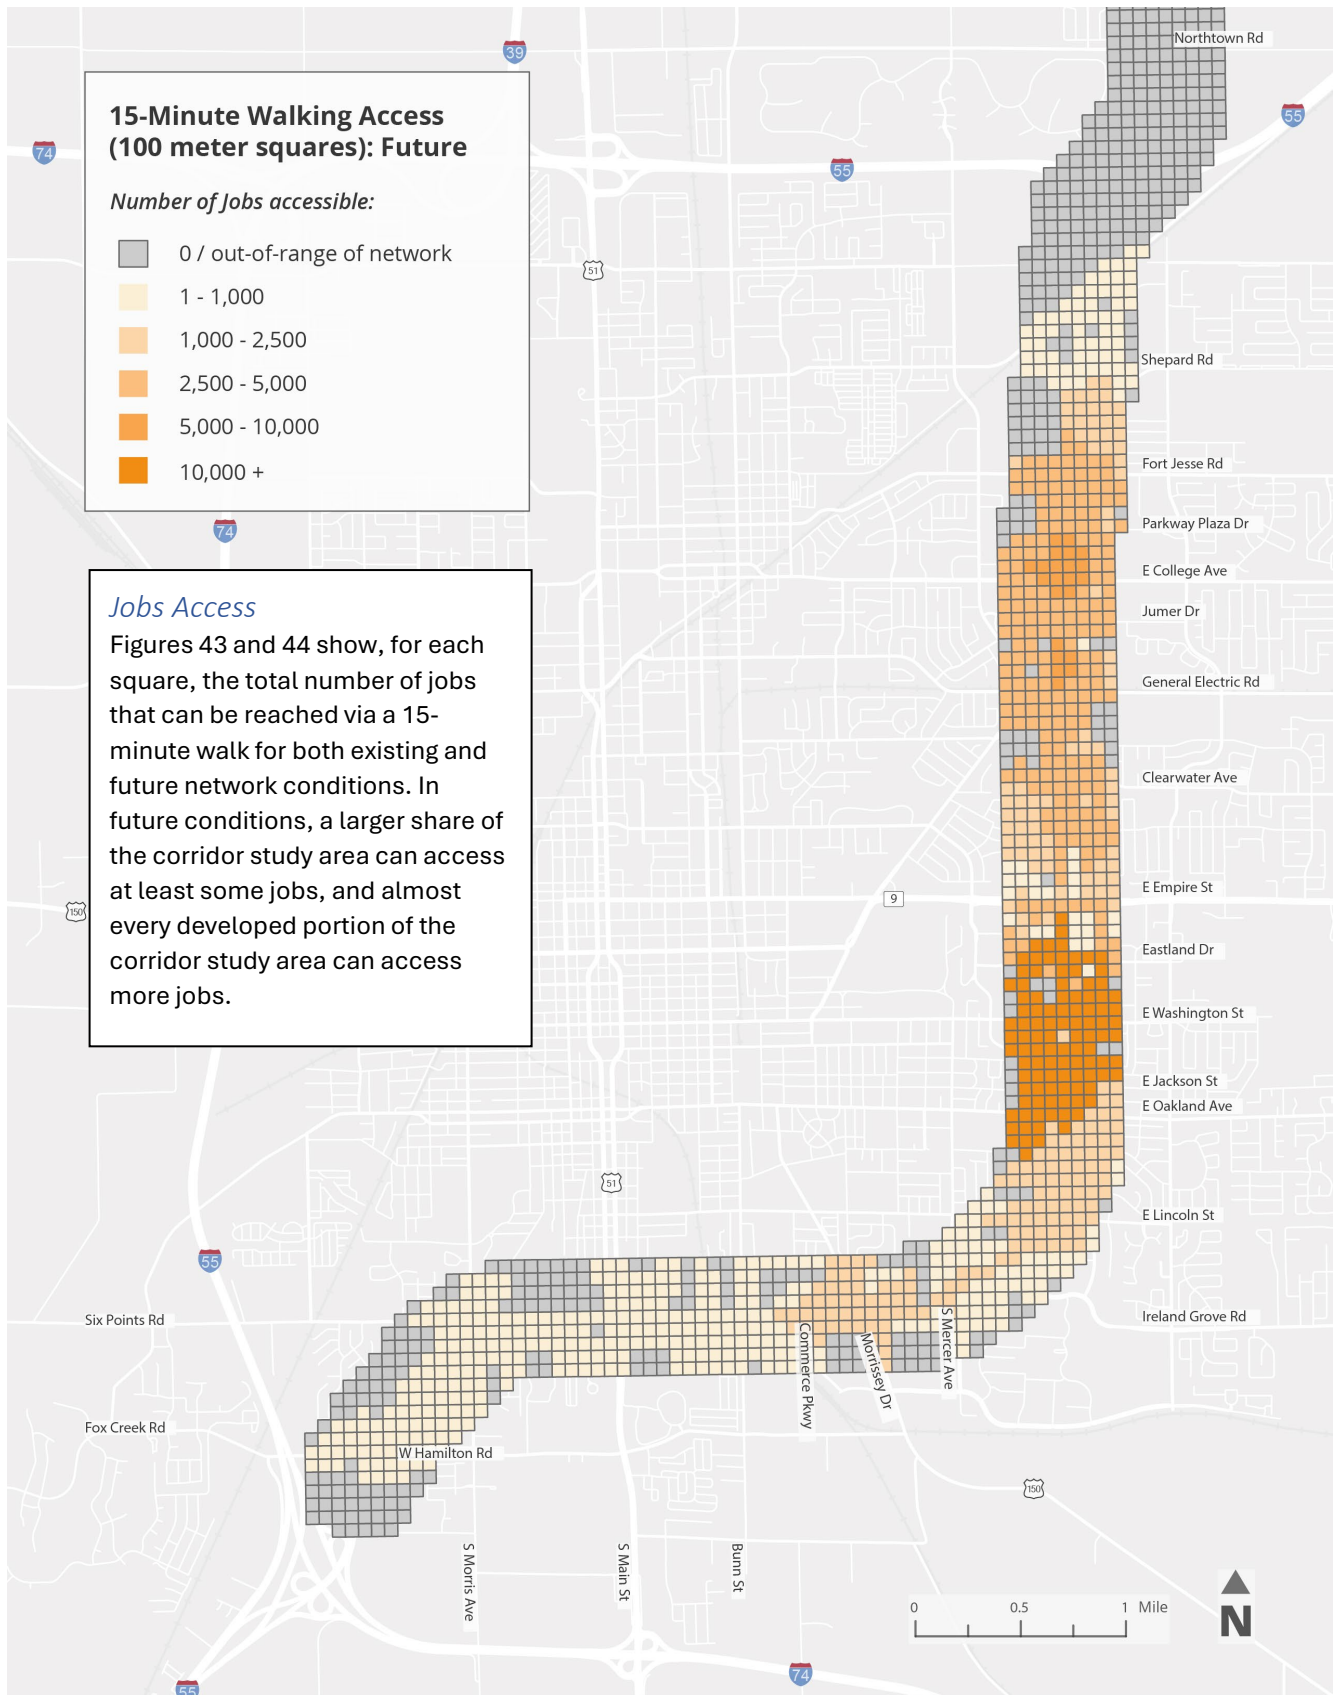 Northtown Rd
39
55
74
55
15-Minute Walking Access
(100 meter squares): Future
Number of Jobs accessible:
0 / out-of-range of network
1 - 1,000
1,000 - 2,500
2,500 - 5,000
5,000 - 10,000
10,000 +
51
Shepard Rd
Fort Jesse Rd
Parkway Plaza Dr
74
E College Ave
Jumer Dr
General Electric Rd
Clearwater Ave
Jobs Access
Figures 43 and 44 show, for each
square, the total number of jobs
that can be reached via a 15-
minute walk for both existing and
future network conditions. In
future conditions, a larger share of
the corridor study area can access
at least some jobs, and almost
every developed portion of the
corridor study area can access
more jobs.
150
9
E Empire St
Eastland Dr
E Washington St
E Jackson St
E Oakland Ave
51
E Lincoln St
55
Six Points Rd
Ireland Grove Rd
Commerce Pkwy
Morrissey Dr
S Mercer Ave
Fox Creek Rd
W Hamilton Rd
150
S Morris Ave
S Main St
Bunn St
0 0.5 1 Mile
N
74
55